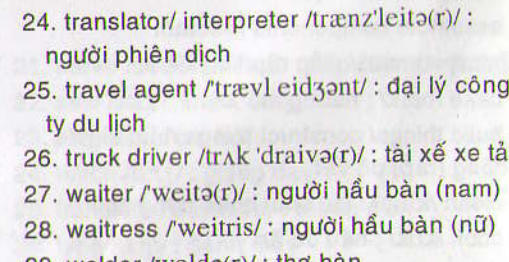 24. translator/ interpreter /trænz'leitə(r)/ :
người phiên dịch
25. travel agent /'trævl eidʒənt/ : đại lý công
ty du lịch
26. truck driver /trʌk 'draivə(r)/ : tài xế xe tả
27. waiter /'weitə(r)/ : người hầu bàn (nam)
28. waitress /'weitris/ : người hầu bàn (nữ)